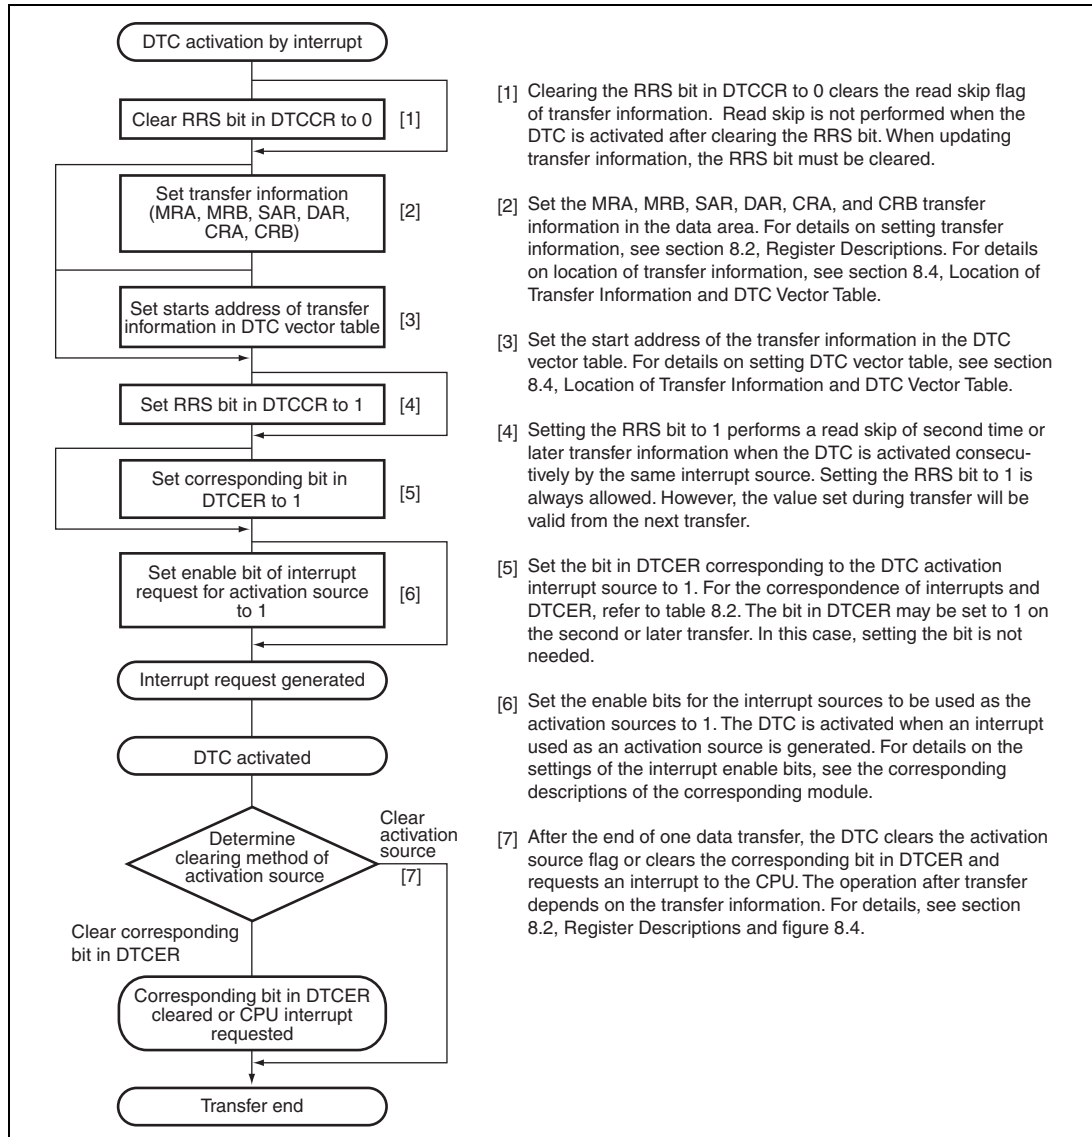 DTC activation by interrupt
Clear RRS bit in DTCCR to 0
[1]
Set transfer information
(MRA, MRB, SAR, DAR,
CRA, CRB)
[2]
Set starts address of transfer
information in DTC vector table
[3]
Set RRS bit in DTCCR to 1
[4]
Set corresponding bit in
DTCER to 1
[5]
Set enable bit of interrupt
request for activation source
to 1
[6]
Interrupt request generated
DTC activated
Determine
clearing method of
activation source
Clear
activation
source
[7]
Clear corresponding
bit in DTCER
Corresponding bit in DTCER
cleared or CPU interrupt
requested
Transfer end
[1] Clearing the RRS bit in DTCCR to 0 clears the read skip flag
of transfer information. Read skip is not performed when the
DTC is activated after clearing the RRS bit. When updating
transfer information, the RRS bit must be cleared.
[2] Set the MRA, MRB, SAR, DAR, CRA, and CRB transfer
information in the data area. For details on setting transfer
information, see section 8.2, Register Descriptions. For details
on location of transfer information, see section 8.4, Location of
Transfer Information and DTC Vector Table.
[3] Set the start address of the transfer information in the DTC
vector table. For details on setting DTC vector table, see section
8.4, Location of Transfer Information and DTC Vector Table.
[4] Setting the RRS bit to 1 performs a read skip of second time or
later transfer information when the DTC is activated consecu-
tively by the same interrupt source. Setting the RRS bit to 1 is
always allowed. However, the value set during transfer will be
valid from the next transfer.
[5] Set the bit in DTCER corresponding to the DTC activation
interrupt source to 1. For the correspondence of interrupts and
DTCER, refer to table 8.2. The bit in DTCER may be set to 1 on
the second or later transfer. In this case, setting the bit is not
needed.
[6] Set the enable bits for the interrupt sources to be used as the
activation sources to 1. The DTC is activated when an interrupt
used as an activation source is generated. For details on the
settings of the interrupt enable bits, see the corresponding
descriptions of the corresponding module.
[7] After the end of one data transfer, the DTC clears the activation
source flag or clears the corresponding bit in DTCER and
requests an interrupt to the CPU. The operation after transfer
depends on the transfer information. For details, see section
8.2, Register Descriptions and figure 8.4.